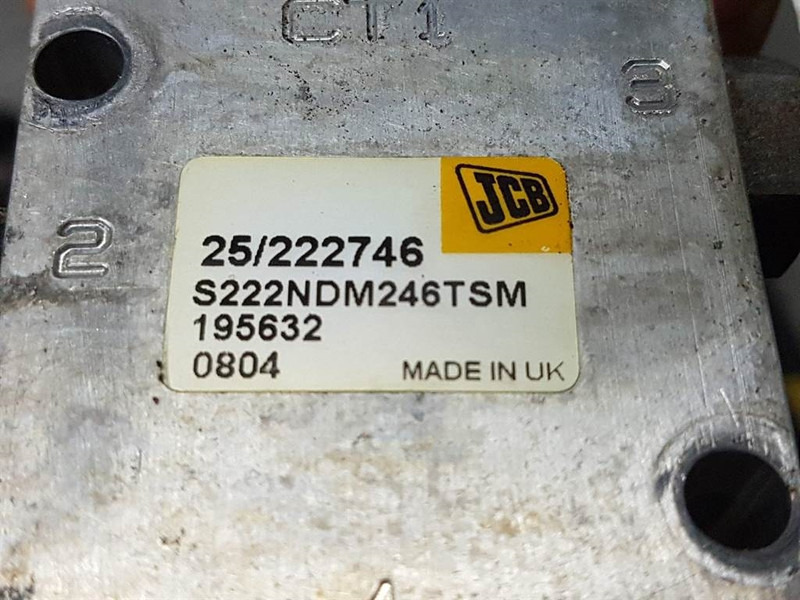 CT1
3
2
JCB
25/222746
S222NDM246TSM
195632
0804 MADE IN UK